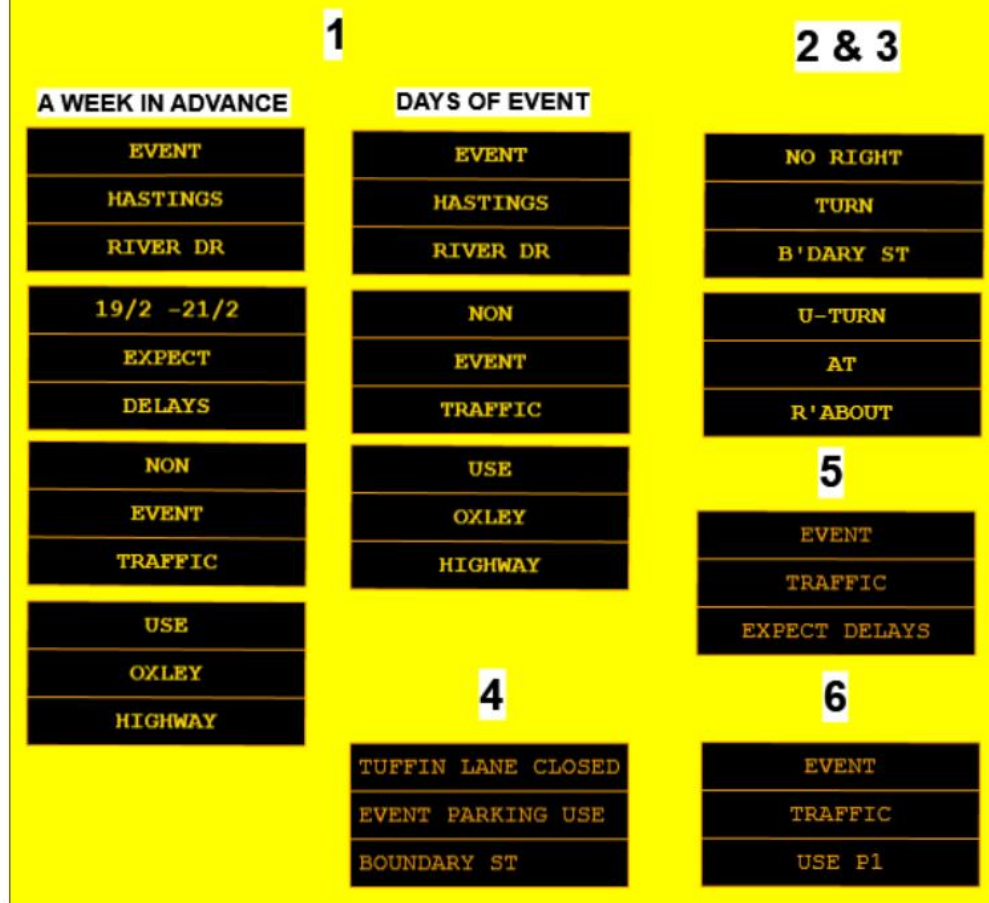 1
A WEEK IN ADVANCE
EVENT
HASTINGS
RIVER DR
19/2 -21/2
EXPECT
DELAYS
NON
EVENT
TRAFFIC
USE
OXLEY
HIGHWAY
DAYS OF EVENT
EVENT
HASTINGS
RIVER DR
NON
EVENT
TRAFFIC
USE
OXLEY
HIGHWAY
4
TUFFIN LANE CLOSED
EVENT PARKING USE
BOUNDARY ST
2 & 3
NO RIGHT
TURN
B'DARY ST
U-TURN
AT
R'ABOUT
5
EVENT
TRAFFIC
EXPECT DELAYS
6
EVENT
TRAFFIC
USE P1